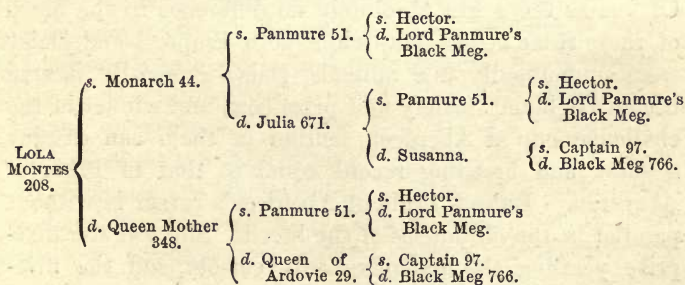 s. Hector.
s. Panmure 51. d. Lord Panmure's
Black Meg.
s. Monarch 44.
s. Hector.
s. Panmure 51. d. Lord Panmure's
Black Meg.
d. Julia 671.
s. Captain 97.
d. Susanna. d. Black Meg 766.
LOLA
MONTES
208.
s. Hector.
d. Queen Mother s. Panmure 51. d. Lord Panmure's
348. Black Meg.
d. Queen of s. Captain 97.
Ardovie 29. d. Black Meg 766.